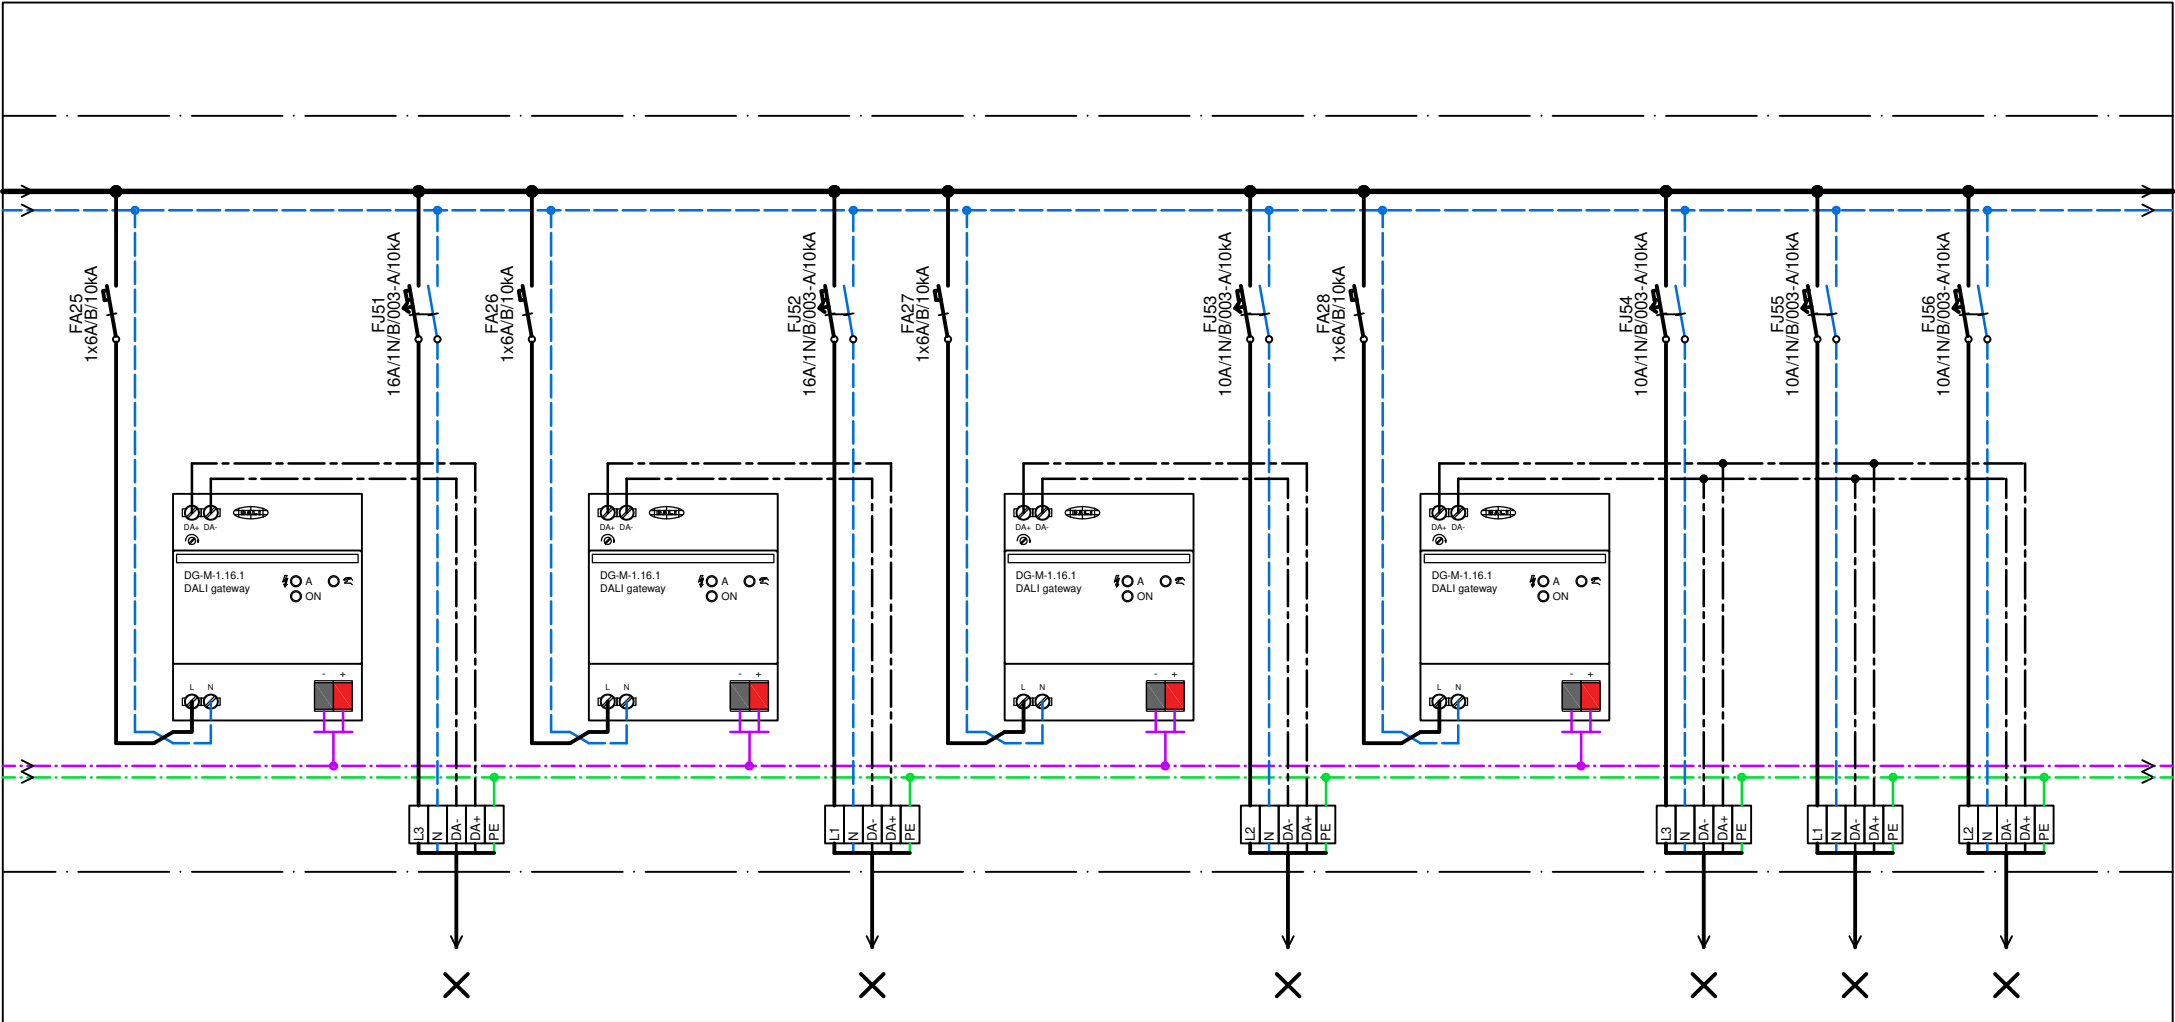 FA25
1x6A/B/10kA
FJ51
16A/1N/B/003-A/10kA
FA26
1x6A/B/10kA
FJ52
16A/1N/B/003-A/10kA
FA27
1x6A/B/10kA
FJ53
10A/1N/B/003-A/10kA
FA28
1x6A/B/10kA
FJ54
10A/1N/B/003-A/10kA
FJ55
10A/1N/B/003-A/10kA
FJ56
10A/1N/B/003-A/10kA
DA+ DA- DALI
DG-M-1.16.1
DALI gateway
A
ON
- +
L N
DA+ DA- DALI
DG-M-1.16.1
DALI gateway
A
ON
- +
L N
DA+ DA- DALI
DG-M-1.16.1
DALI gateway
A
ON
- +
L N
DA+ DA- DALI
DG-M-1.16.1
DALI gateway
A
ON
- +
L N
L3 N DA- DA+ PE
L1 N DA- DA+ PE
L2 N DA- DA+ PE
L3 N DA- DA+ PE
L1 N DA- DA+ PE
L2 N DA- DA+ PE